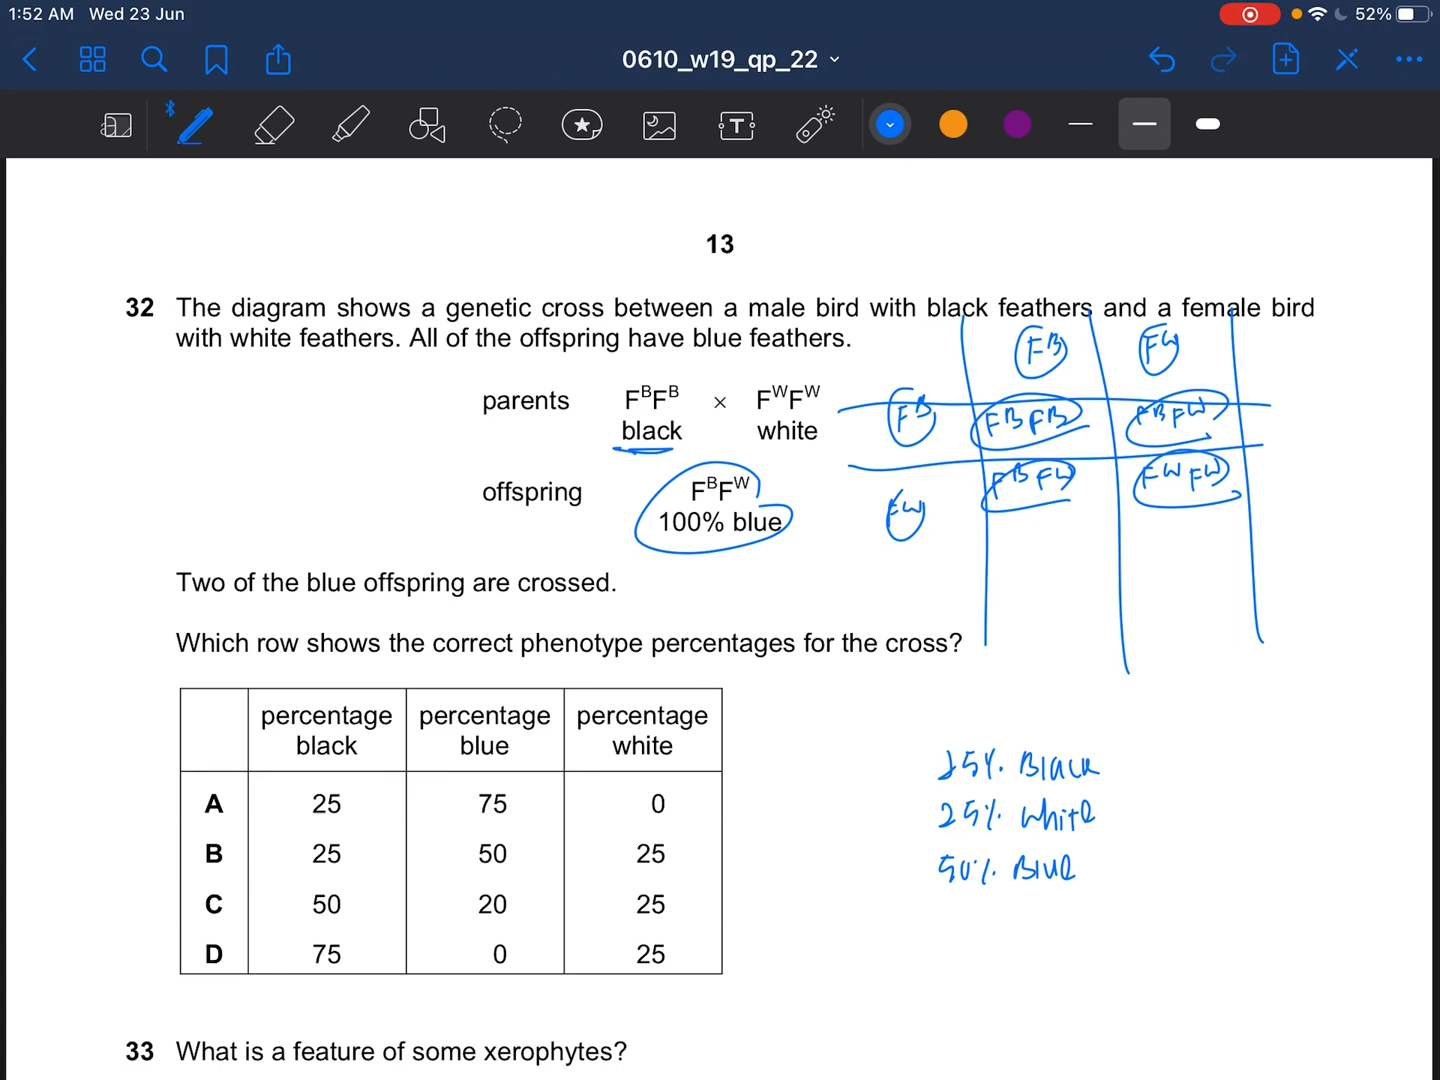 1:52 AM Wed 23 Jun
52%
0610_w19_qp_22
T
13
32 The diagram shows a genetic cross between a male bird with black feathers and a female bird
with white feathers. All of the offspring have blue feathers.
parents FᴮFᴮ × FᵂFᵂ
black white
offspring FᴮFᵂ
100% blue
Fᴮ Fᵂ
Fᴮ FᴮFᴮ FᴮFᵂ
Fᵂ FᴮFᵂ FᵂFᵂ
Two of the blue offspring are crossed.
Which row shows the correct phenotype percentages for the cross?
percentage percentage percentage
black blue white
A 25 75 0
B 25 50 25
C 50 20 25
D 75 0 25
25% Black
25% White
50% Blue
33 What is a feature of some xerophytes?